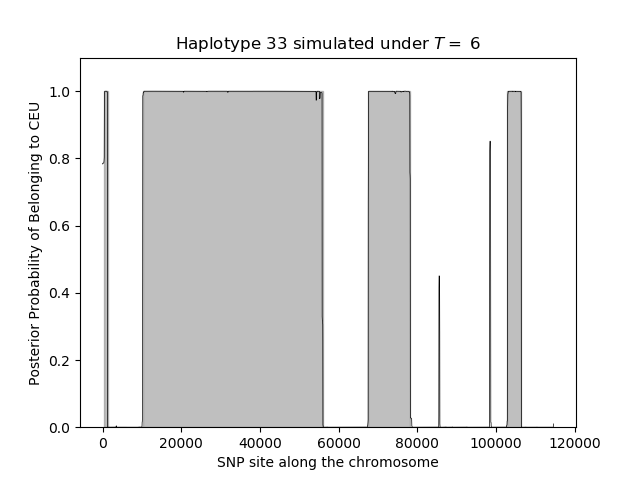 Haplotype 33 simulated under T = 6
Posterior Probability of Belonging to CEU
1.0
0.8
0.6
0.4
0.2
0.0
0 20000 40000 60000 80000 100000 120000
SNP site along the chromosome